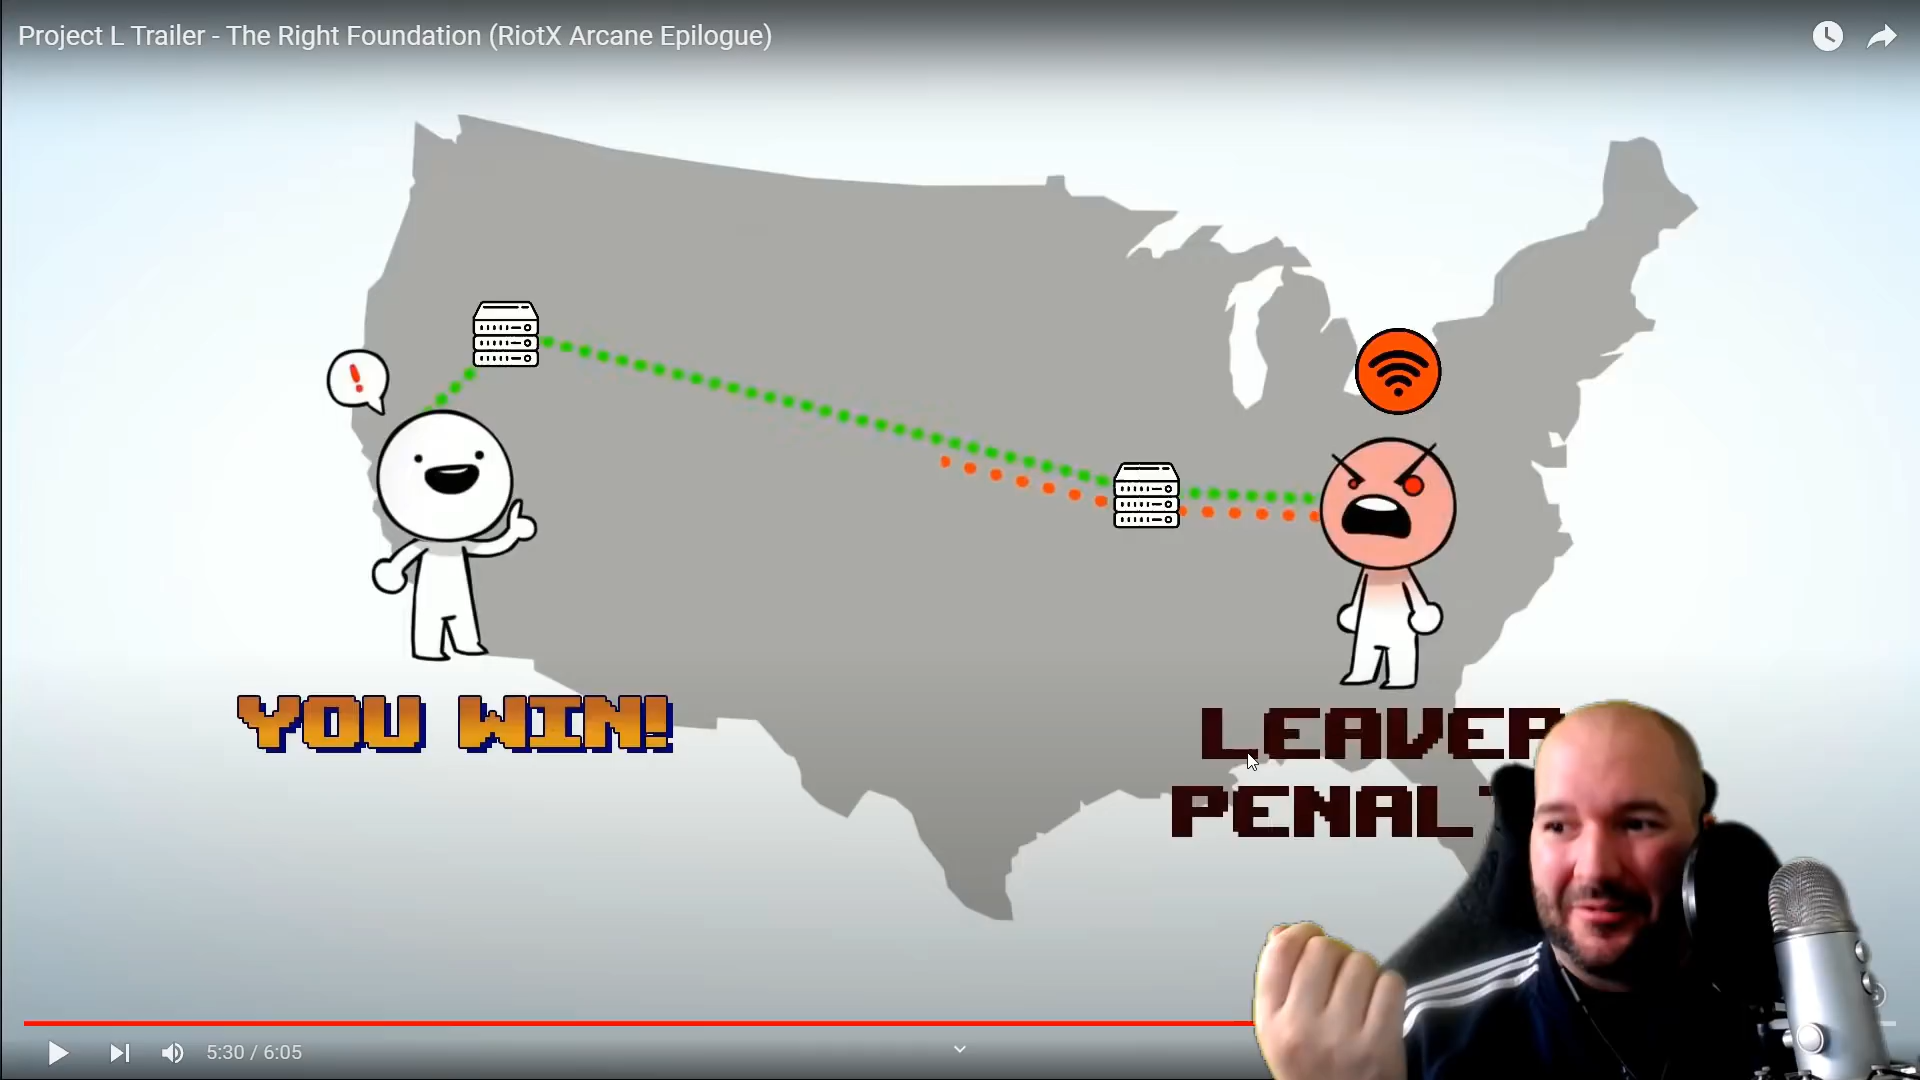 Project L Trailer - The Right Foundation (RiotX Arcane Epilogue)
!
YOU WIN!
LEAVER
PENAL
5:30 / 6:05